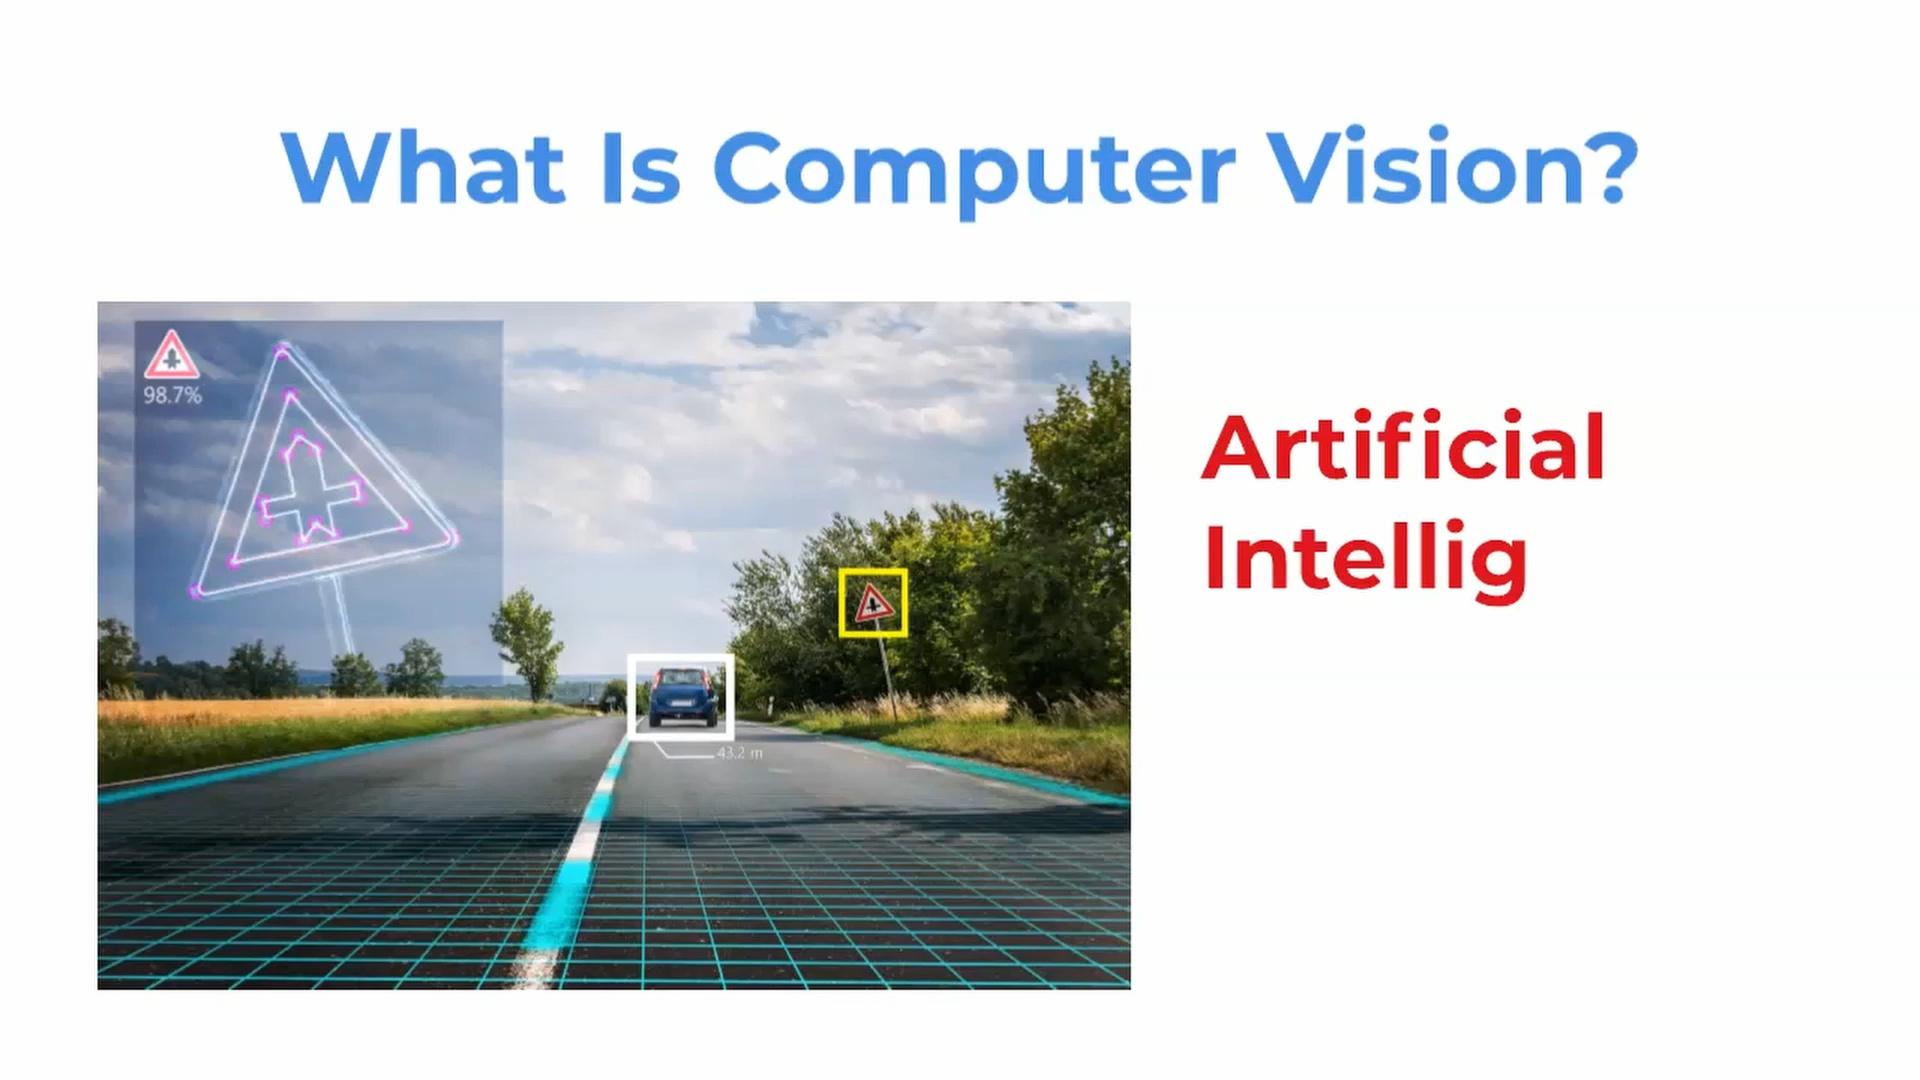 What Is Computer Vision?
98.7%
43.2 m
Artificial
Intellig